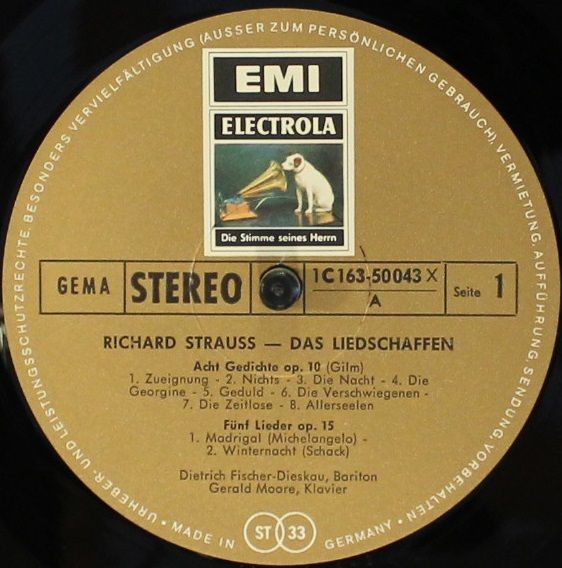 URHEBER- UND LEISTUNGSSCHUTZRECHTE, BESONDERS VERVIELFÄLTIGUNG (AUSSER ZUM PERSÖNLICHEN GEBRAUCH), VERMIETUNG, AUFFÜHRUNG, SENDUNG, VORBEHALTEN
EMI
ELECTROLA
Die Stimme seines Herrn
GEMA STEREO 1C 163-50043 X Seite 1
A
RICHARD STRAUSS — DAS LIEDSCHAFFEN
Acht Gedichte op. 10 (Gilm)
1. Zueignung - 2. Nichts - 3. Die Nacht - 4. Die
Georgine - 5. Geduld - 6. Die Verschwiegenen -
7. Die Zeitlose - 8. Allerseelen
Fünf Lieder op. 15
1. Madrigal (Michelangelo) -
2. Winternacht (Schack)
Dietrich Fischer-Dieskau, Bariton
Gerald Moore, Klavier
• MADE IN ST 33 GERMANY •